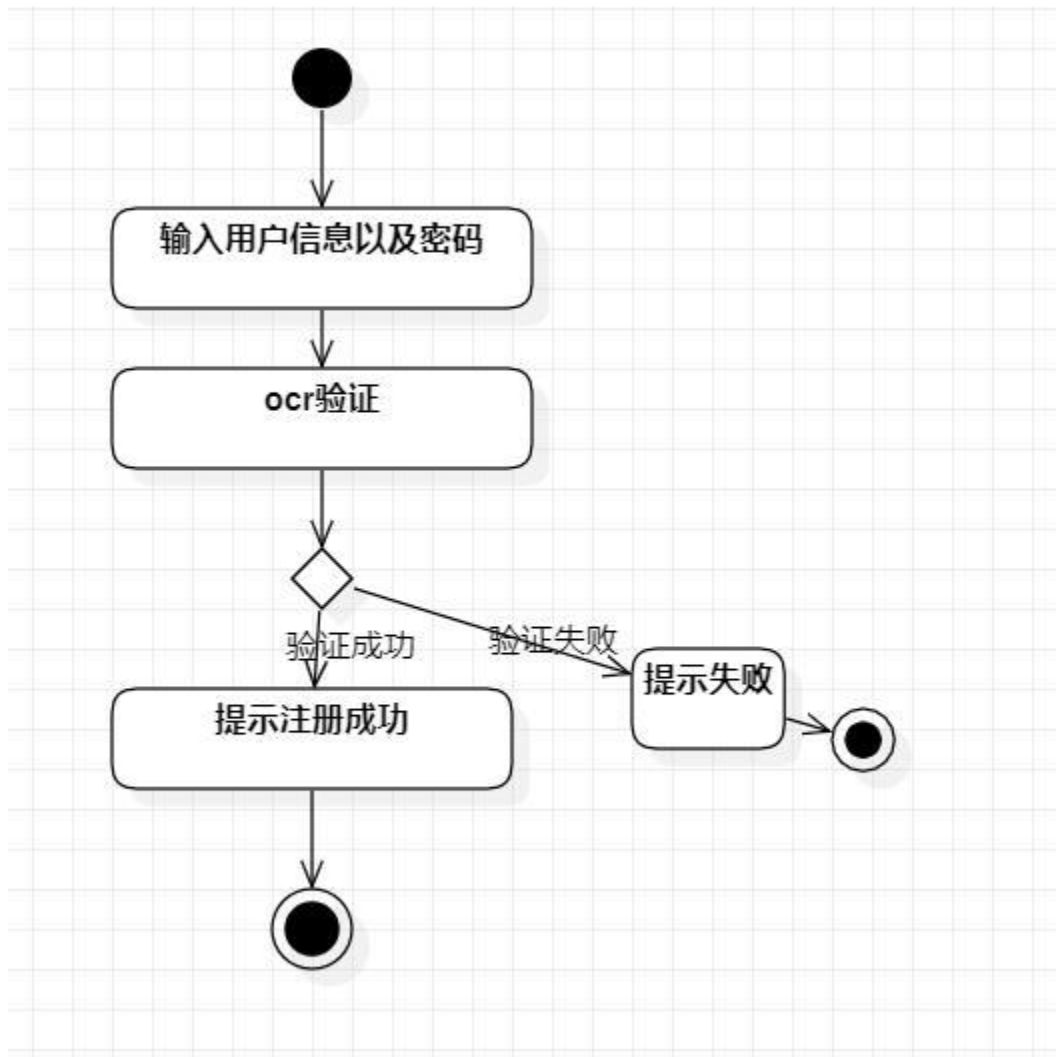 输入用户信息以及密码
ocr验证
验证成功
验证失败
提示失败
提示注册成功